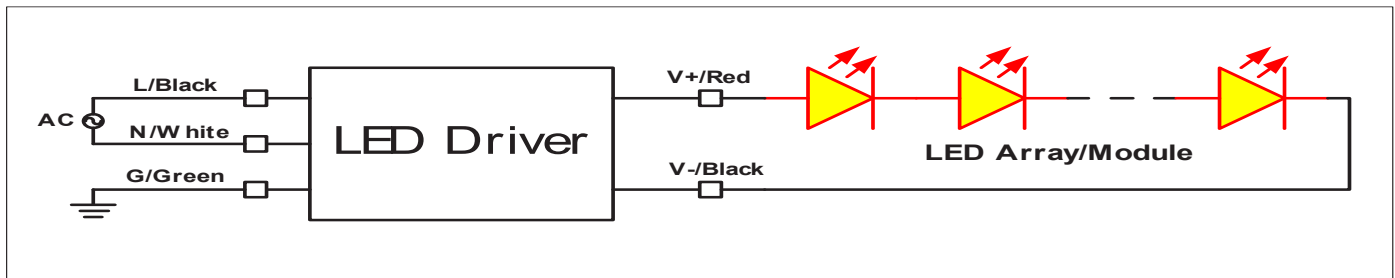 L/Black
V+/Red
AC
N/White
LED Driver
LED Array/Module
G/Green
V-/Black